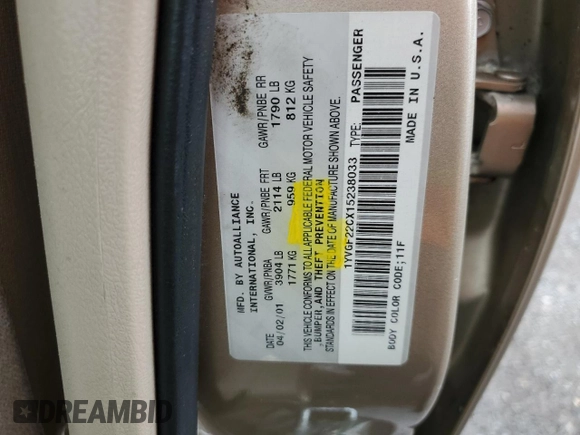 MFD. BY AUTOALLIANCE
INTERNATIONAL, INC.
DATE GVWR/PNBA GAWR/PNBE FRT GAWR/PNBE RR
04/02/01 3904 LB 2114 LB 1790 LB
1771 KG 959 KG 812 KG
THIS VEHICLE CONFORMS TO ALL APPLICABLE FEDERAL MOTOR VEHICLE SAFETY
,BUMPER,AND THEFT PREVENTION
STANDARDS IN EFFECT ON THE DATE OF MANUFACTURE SHOWN ABOVE.
1YVGF22CX15238033 TYPE: PASSENGER
BODY COLOR CODE;11F MADE IN U.S.A.
DREAMBID